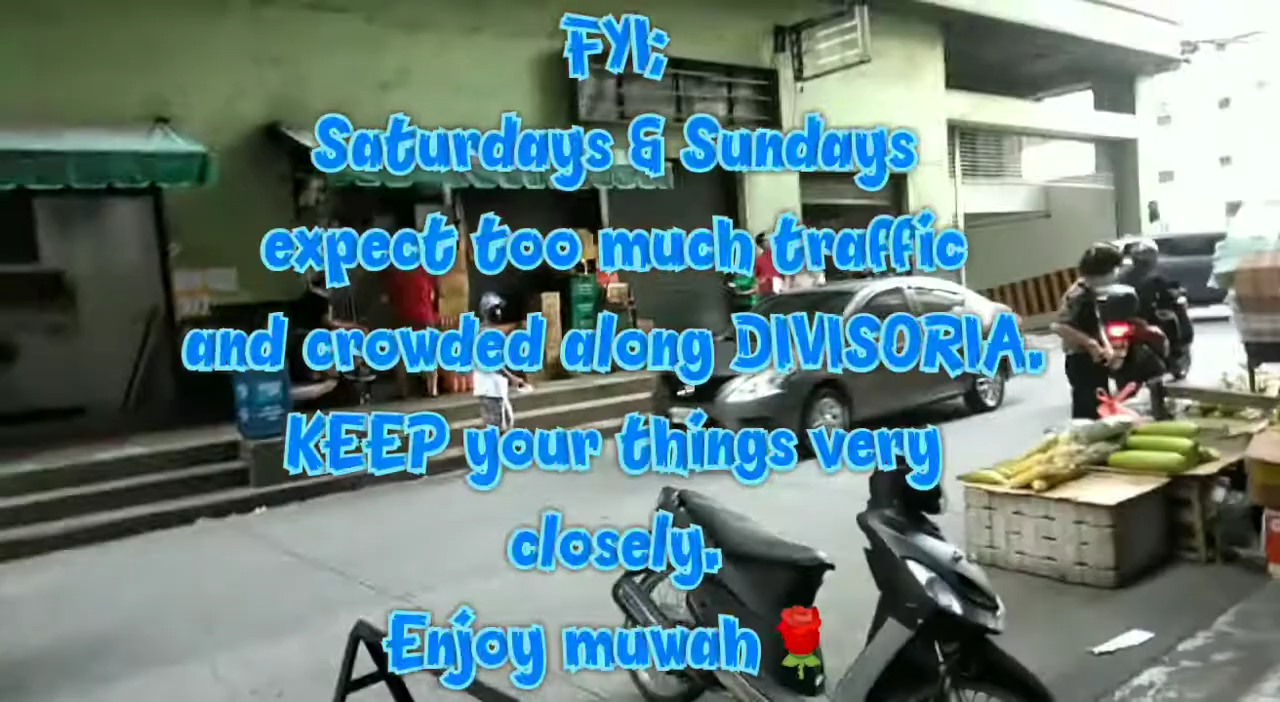 FYI;
Saturdays & Sundays
expect too much traffic
and crowded along DIVISORIA.
KEEP your things very
closely.
Enjoy muwah🌹